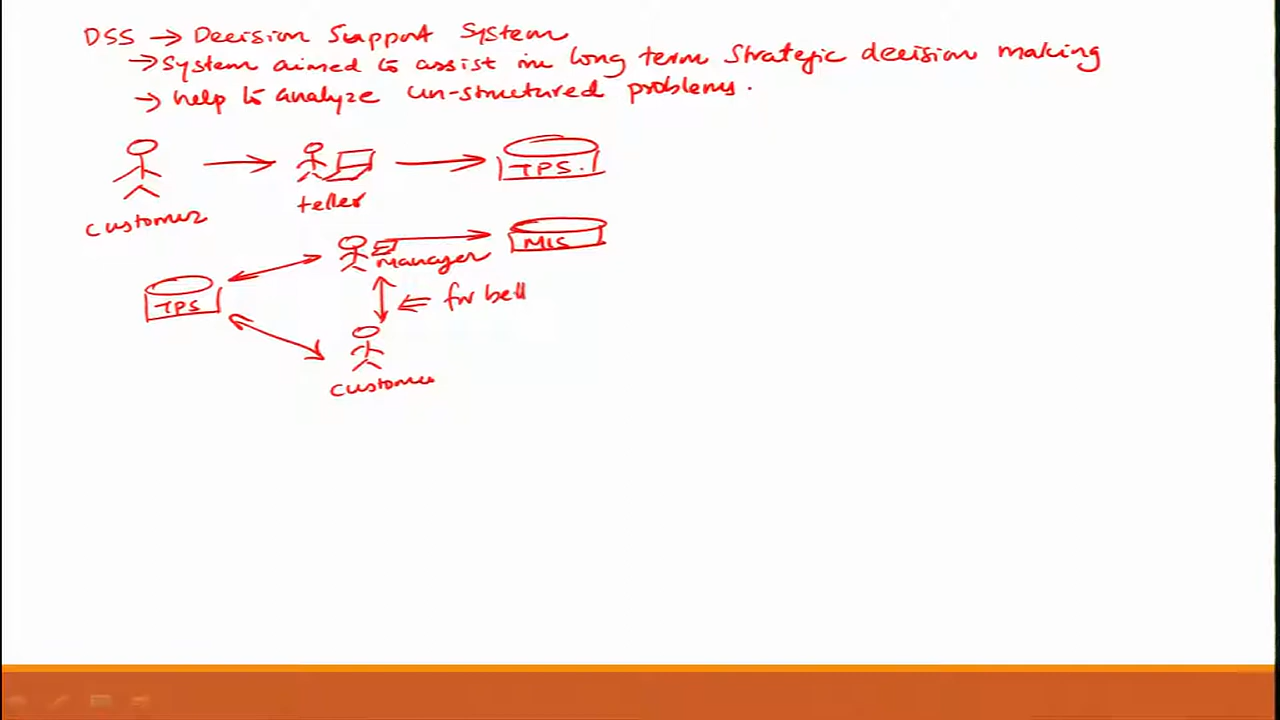 DSS → Decision Support System
→ System aimed to assist in long term strategic decision making
→ help to analyze un-structured problems.
customer
teller
TPS.
MIS
manager
TPS
for bett
customer